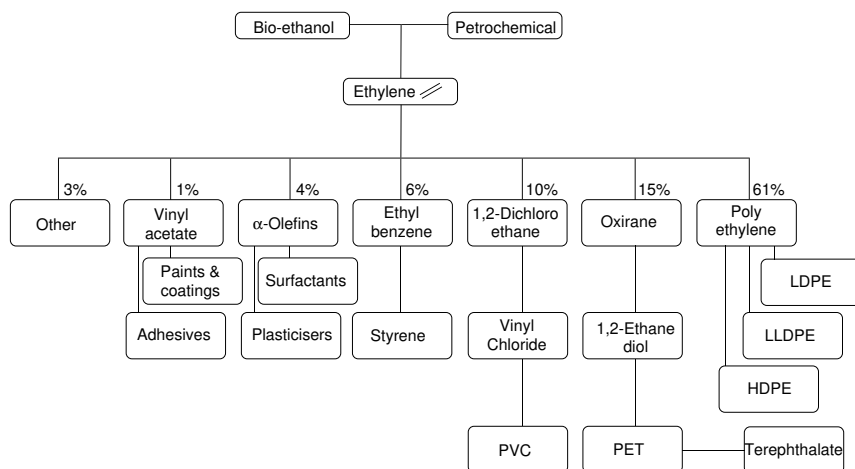 Bio-ethanol
Petrochemical
Ethylene
3%
1%
4%
6%
10%
15%
61%
Other
Vinyl
acetate
α-Olefins
Ethyl
benzene
1,2-Dichloro
ethane
Oxirane
Poly
ethylene
Paints &
coatings
Surfactants
LDPE
Adhesives
Plasticisers
Styrene
Vinyl
Chloride
1,2-Ethane
diol
LLDPE
HDPE
PVC
PET
Terephthalate